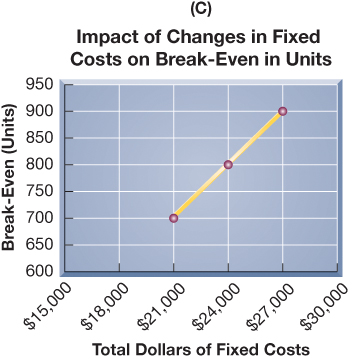 (C)
Impact of Changes in Fixed
Costs on Break-Even in Units
Break-Even (Units)
950
900
850
800
750
700
650
600
$15,000
$18,000
$21,000
$24,000
$27,000
$30,000
Total Dollars of Fixed Costs